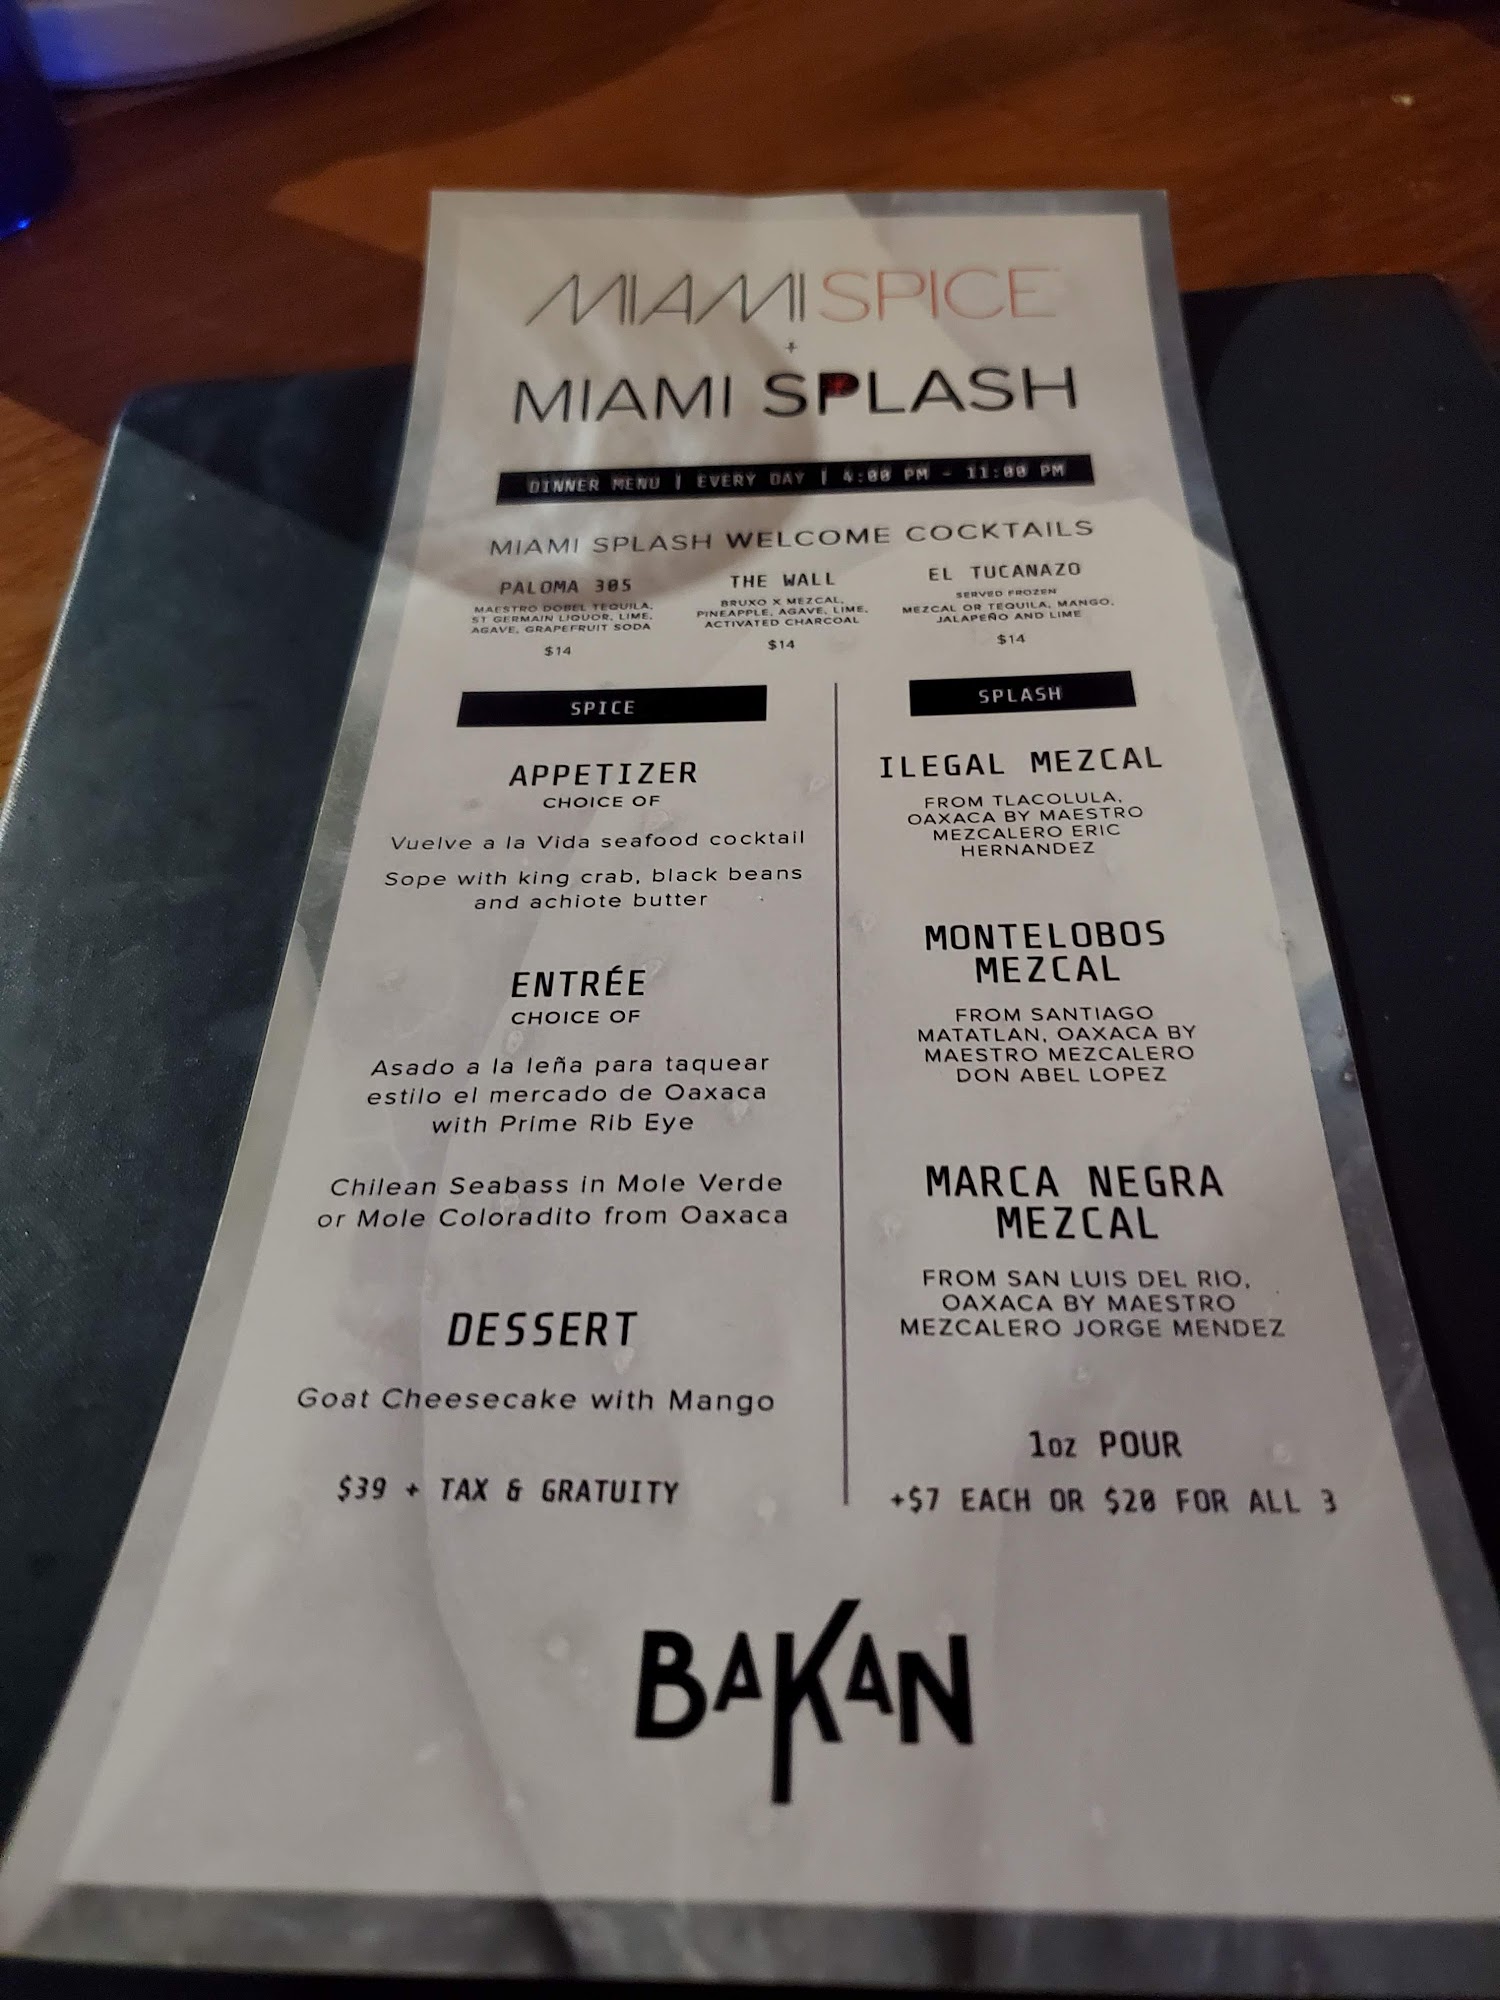 MIAMI SPICE
+
MIAMI SPLASH
DINNER MENU | EVERY DAY | 4:00 PM - 11:00 PM
MIAMI SPLASH WELCOME COCKTAILS
PALOMA 305
MAESTRO DOBEL TEQUILA,
ST GERMAIN LIQUOR, LIME,
AGAVE, GRAPEFRUIT SODA
$14
THE WALL
BRUXO X MEZCAL,
PINEAPPLE, AGAVE, LIME,
ACTIVATED CHARCOAL
$14
EL TUCANAZO
SERVED FROZEN
MEZCAL OR TEQUILA, MANGO,
JALAPEÑO AND LIME
$14
SPICE
APPETIZER
CHOICE OF
Vuelve a la Vida seafood cocktail
Sope with king crab, black beans
and achiote butter
ENTRÉE
CHOICE OF
Asado a la leña para taquear
estilo el mercado de Oaxaca
with Prime Rib Eye
Chilean Seabass in Mole Verde
or Mole Coloradito from Oaxaca
DESSERT
Goat Cheesecake with Mango
$39 + TAX & GRATUITY
SPLASH
ILEGAL MEZCAL
FROM TLACOLULA,
OAXACA BY MAESTRO
MEZCALERO ERIC
HERNANDEZ
MONTELOBOS
MEZCAL
FROM SANTIAGO
MATATLAN, OAXACA BY
MAESTRO MEZCALERO
DON ABEL LOPEZ
MARCA NEGRA
MEZCAL
FROM SAN LUIS DEL RIO,
OAXACA BY MAESTRO
MEZCALERO JORGE MENDEZ
1oz POUR
+$7 EACH OR $20 FOR ALL 3
BAKAN